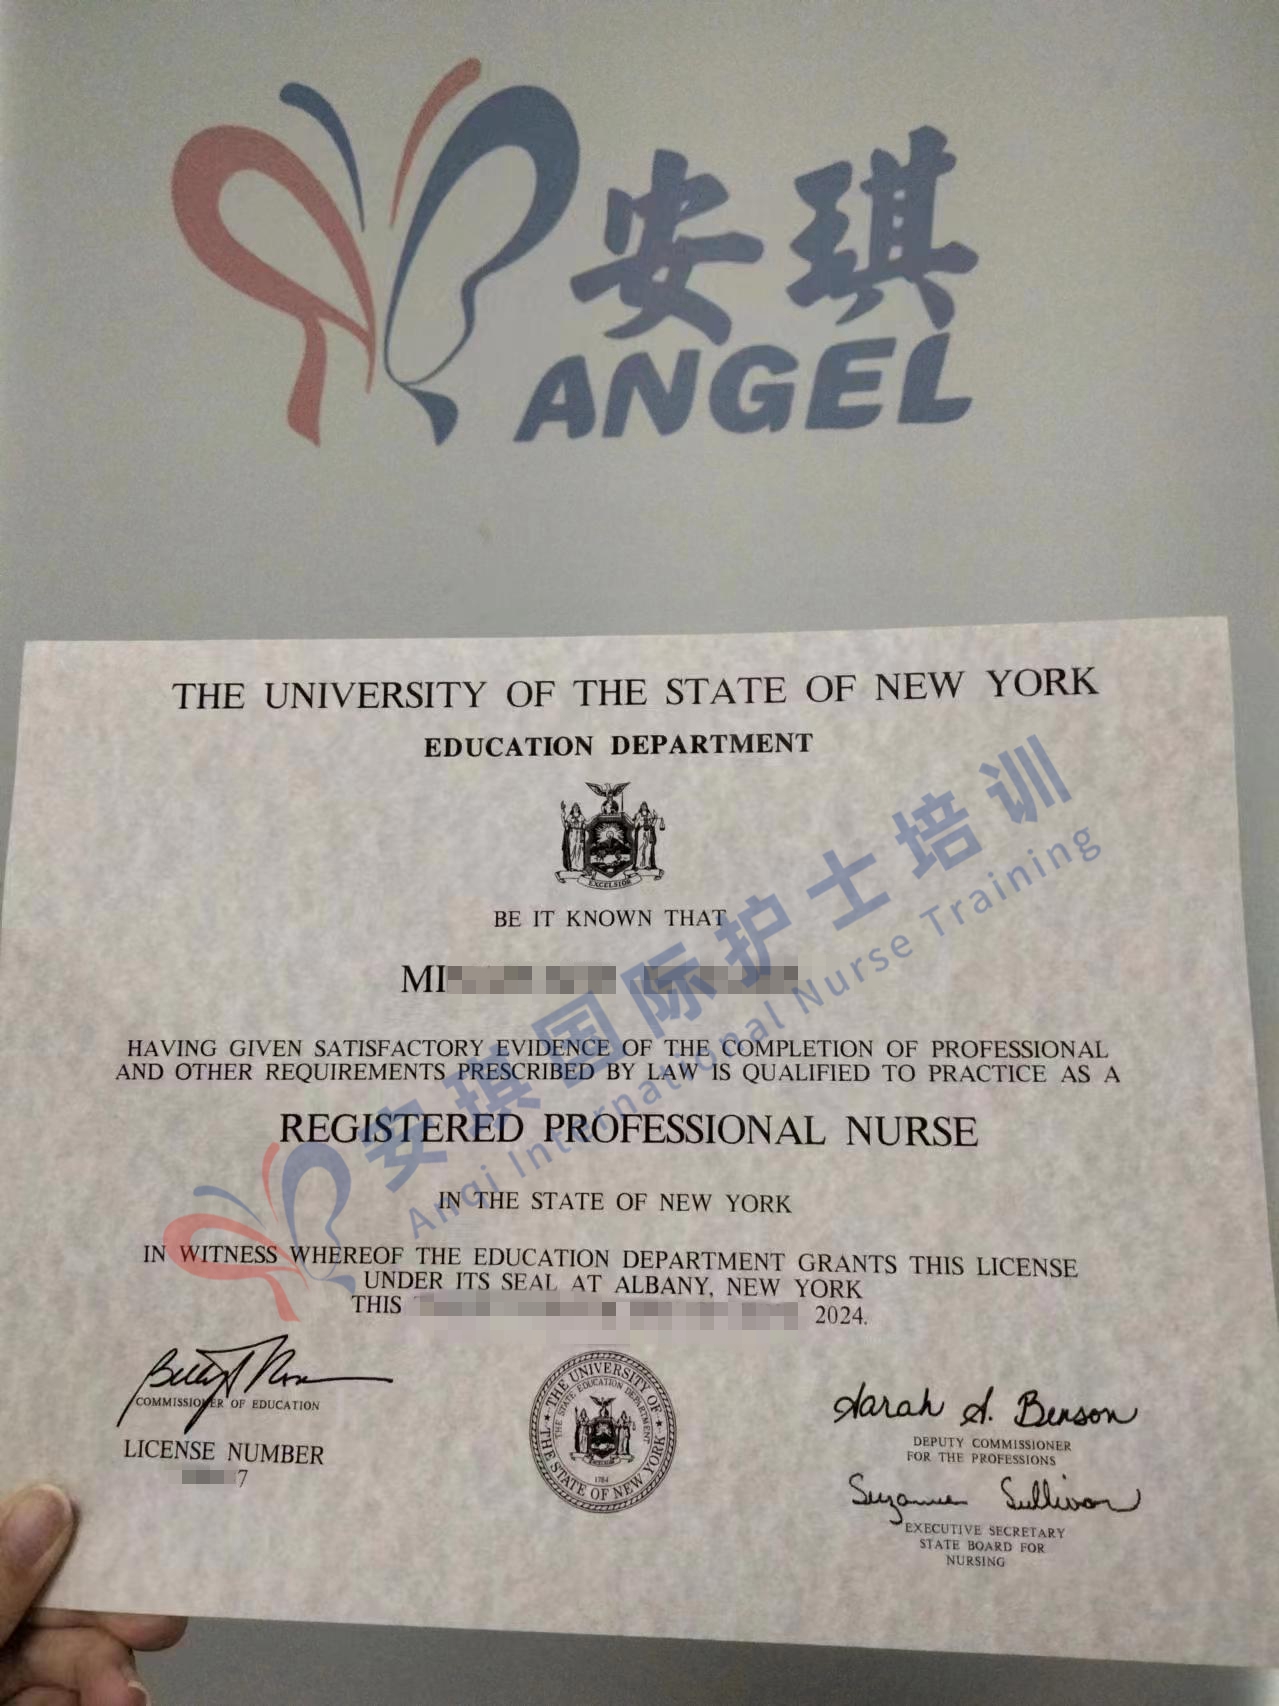 安琪
ANGEL
THE UNIVERSITY OF THE STATE OF NEW YORK
EDUCATION DEPARTMENT
EXCELSIOR
BE IT KNOWN THAT
MI
HAVING GIVEN SATISFACTORY EVIDENCE OF THE COMPLETION OF PROFESSIONAL
AND OTHER REQUIREMENTS PRESCRIBED BY LAW IS QUALIFIED TO PRACTICE AS A
REGISTERED PROFESSIONAL NURSE
IN THE STATE OF NEW YORK
IN WITNESS WHEREOF THE EDUCATION DEPARTMENT GRANTS THIS LICENSE
UNDER ITS SEAL AT ALBANY, NEW YORK
THIS 2024.
COMMISSIONER OF EDUCATION
LICENSE NUMBER
7
THE UNIVERSITY OF THE STATE OF NEW YORK
THE STATE EDUCATION DEPARTMENT
1784
Sarah S. Benson
DEPUTY COMMISSIONER
FOR THE PROFESSIONS
Suzanne Sullivan
EXECUTIVE SECRETARY
STATE BOARD FOR
NURSING
安琪国际护士培训
Anqi International Nurse Training